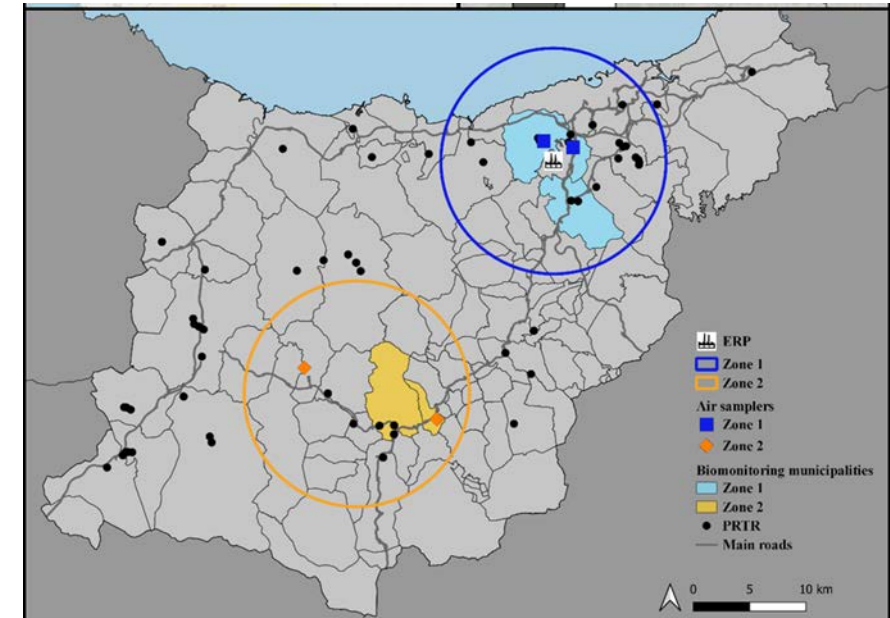 ERP
Zone 1
Zone 2
Air samplers
Zone 1
Zone 2
Biomonitoring municipalities
Zone 1
Zone 2
PRTR
Main roads
0 5 10 km